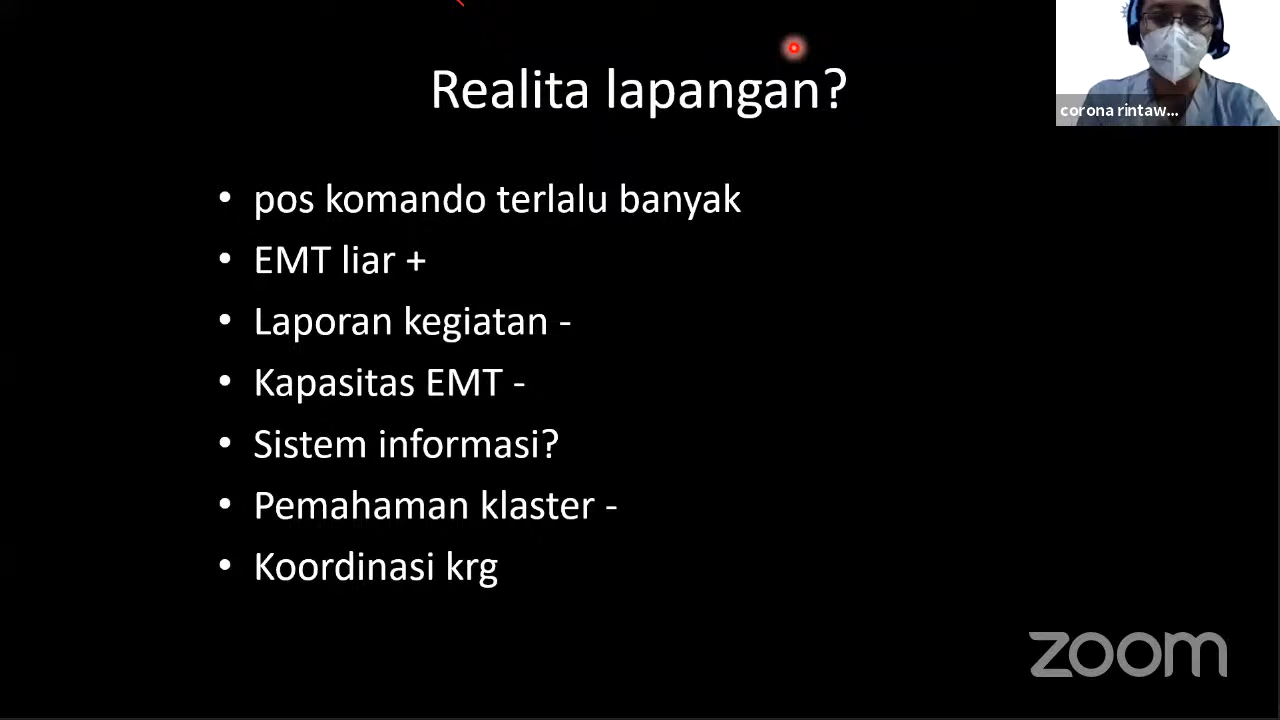 Realita lapangan?
corona rintaw...
• pos komando terlalu banyak
• EMT liar +
• Laporan kegiatan -
• Kapasitas EMT -
• Sistem informasi?
• Pemahaman klaster -
• Koordinasi krg
zoom